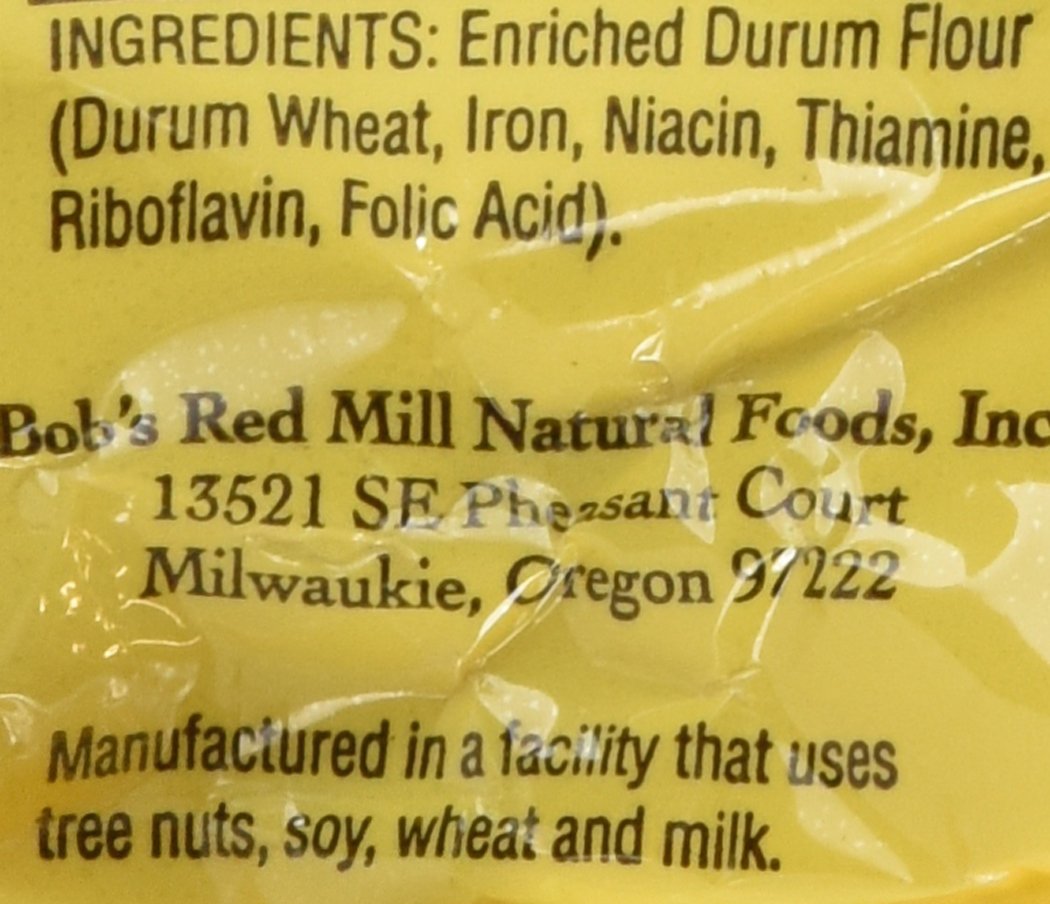 INGREDIENTS: Enriched Durum Flour
(Durum Wheat, Iron, Niacin, Thiamine,
Riboflavin, Folic Acid).
Bob's Red Mill Natural Foods, Inc
13521 SE Pheasant Court
Milwaukie, Oregon 97222
Manufactured in a facility that uses
tree nuts, soy, wheat and milk.